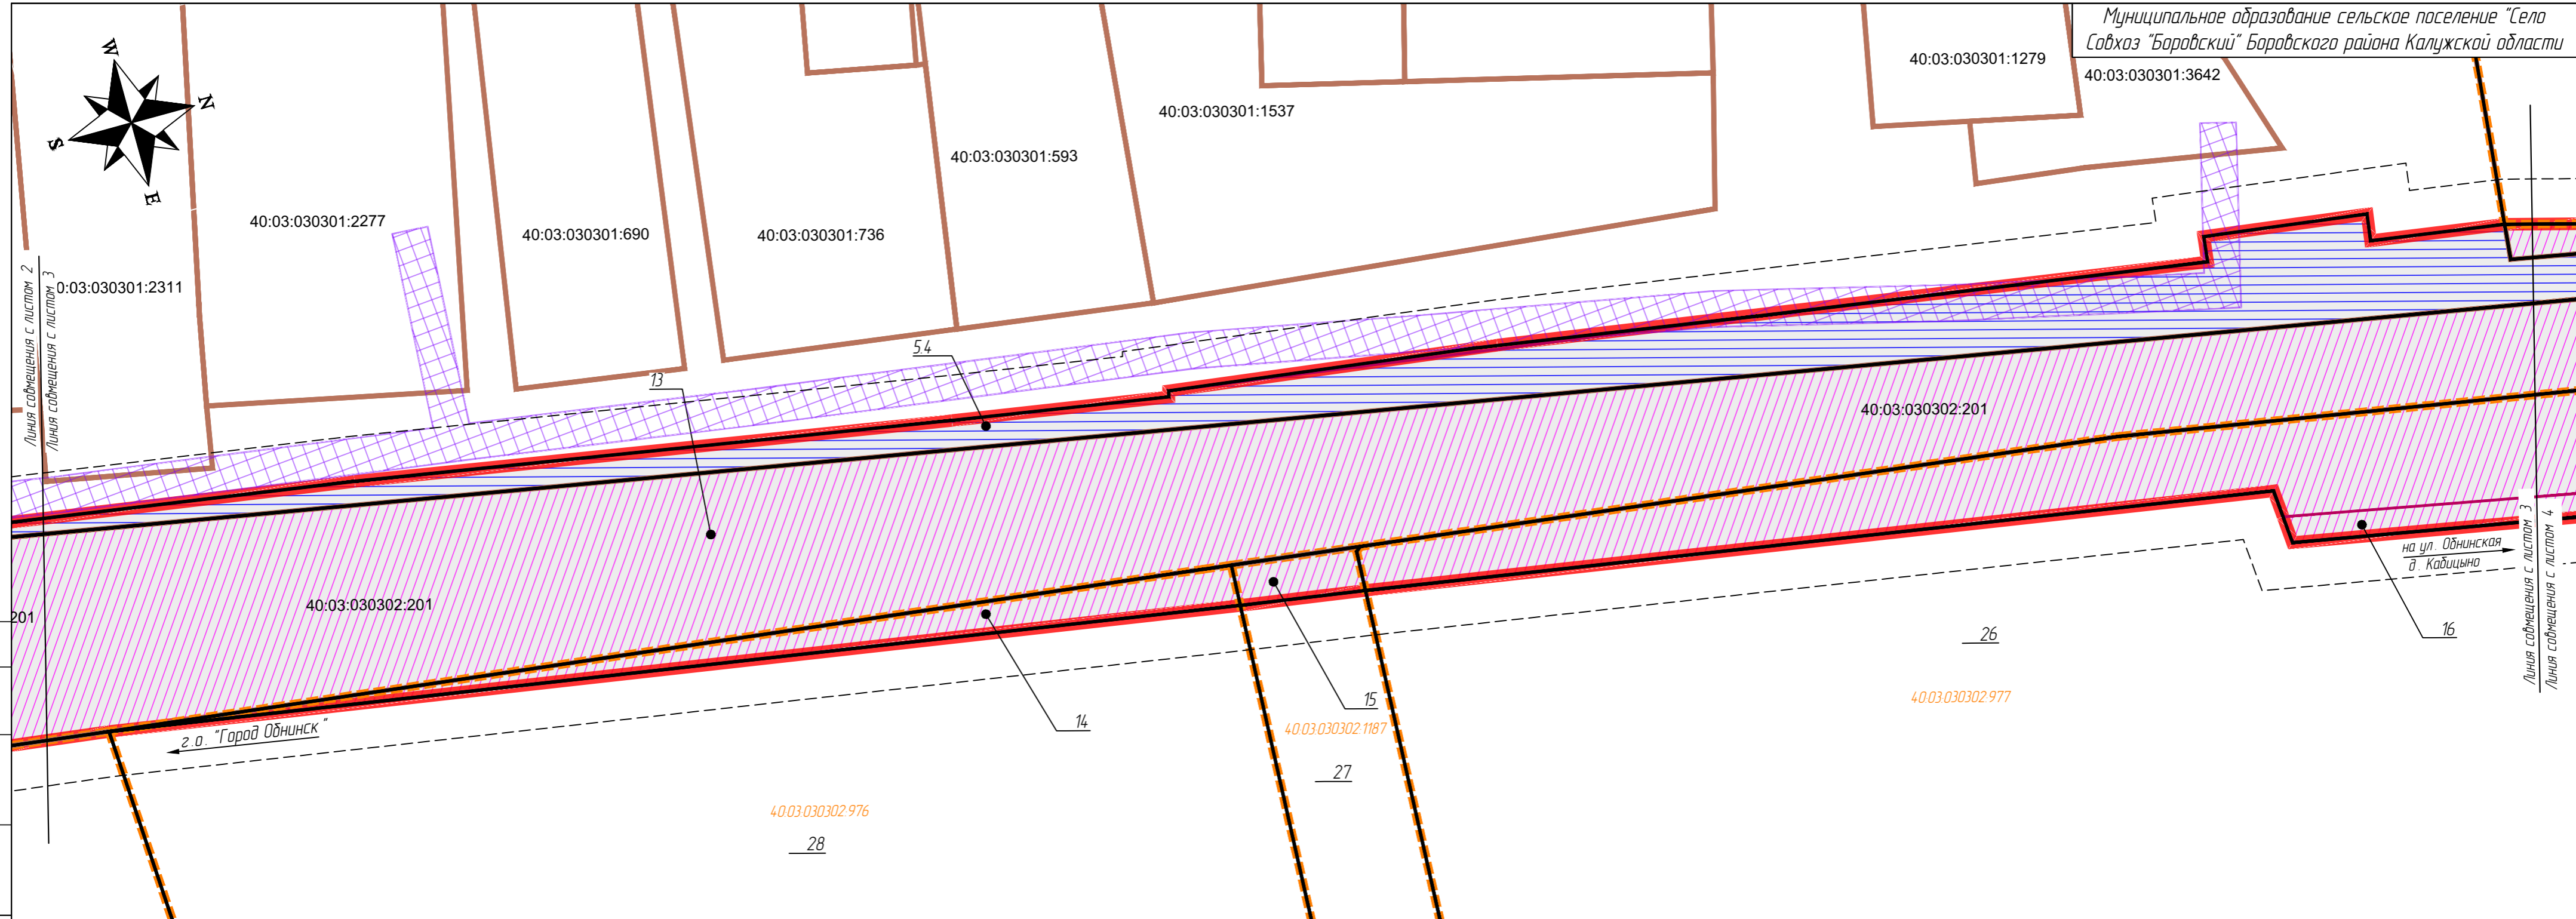 Муниципальное образование сельское поселение "Село
Совхоз "Боровский" Боровского района Калужской области
W
N
S
E
40:03:030301:1279
40:03:030301:3642
40:03:030301:1537
40:03:030301:593
40:03:030301:2277
40:03:030301:690
40:03:030301:736
0:03:030301:2311
Линия совмещения с листом 2
Линия совмещения с листом 3
5.4
13
40:03:030302:201
40:03:030302:201
201
на ул. Обнинская
д. Кабицыно
Линия совмещения с листом 3
Линия совмещения с листом 4
16
26
15
14
40:03:030302:977
40:03:030302:1187
г.о. "Город Обнинск"
27
40:03:030302:976
28